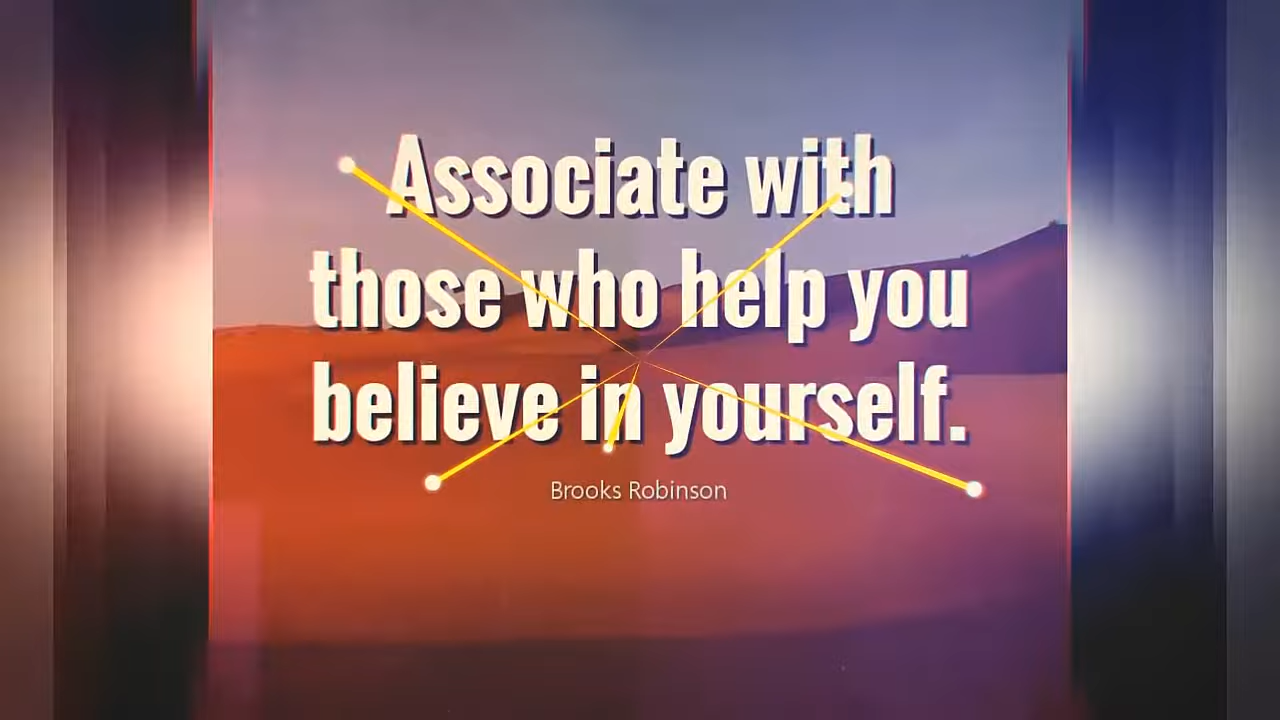 Associate with
those who help you
believe in yourself.
Brooks Robinson